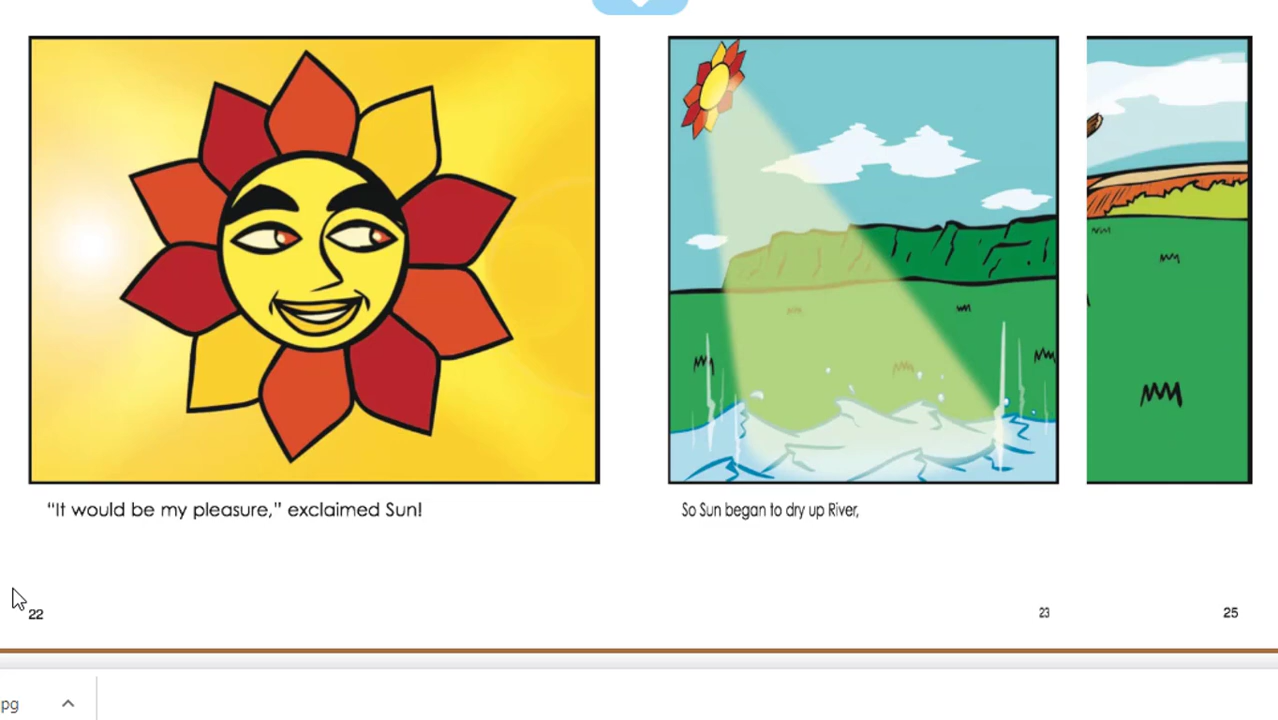 “It would be my pleasure,” exclaimed Sun!
So Sun began to dry up River,
22
23
25
pg